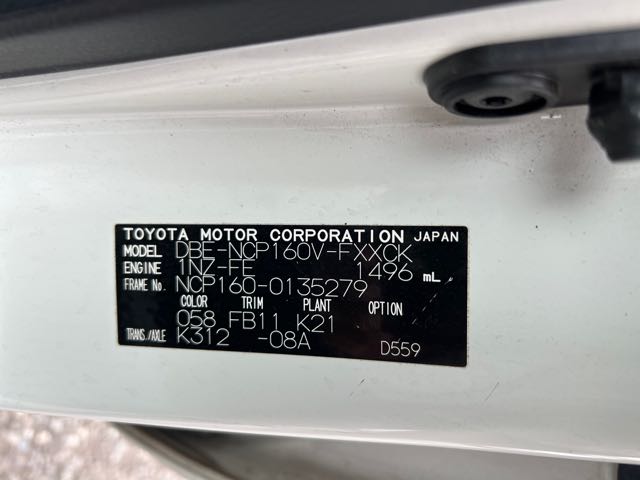 TOYOTA MOTOR CORPORATION JAPAN
MODEL DBE-NCP160V-FXXCK
ENGINE 1NZ-FE 1496 mL
FRAME No. NCP160-0135279
COLOR TRIM PLANT OPTION
058 FB11 K21
TRANS./AXLE K312 -08A D559